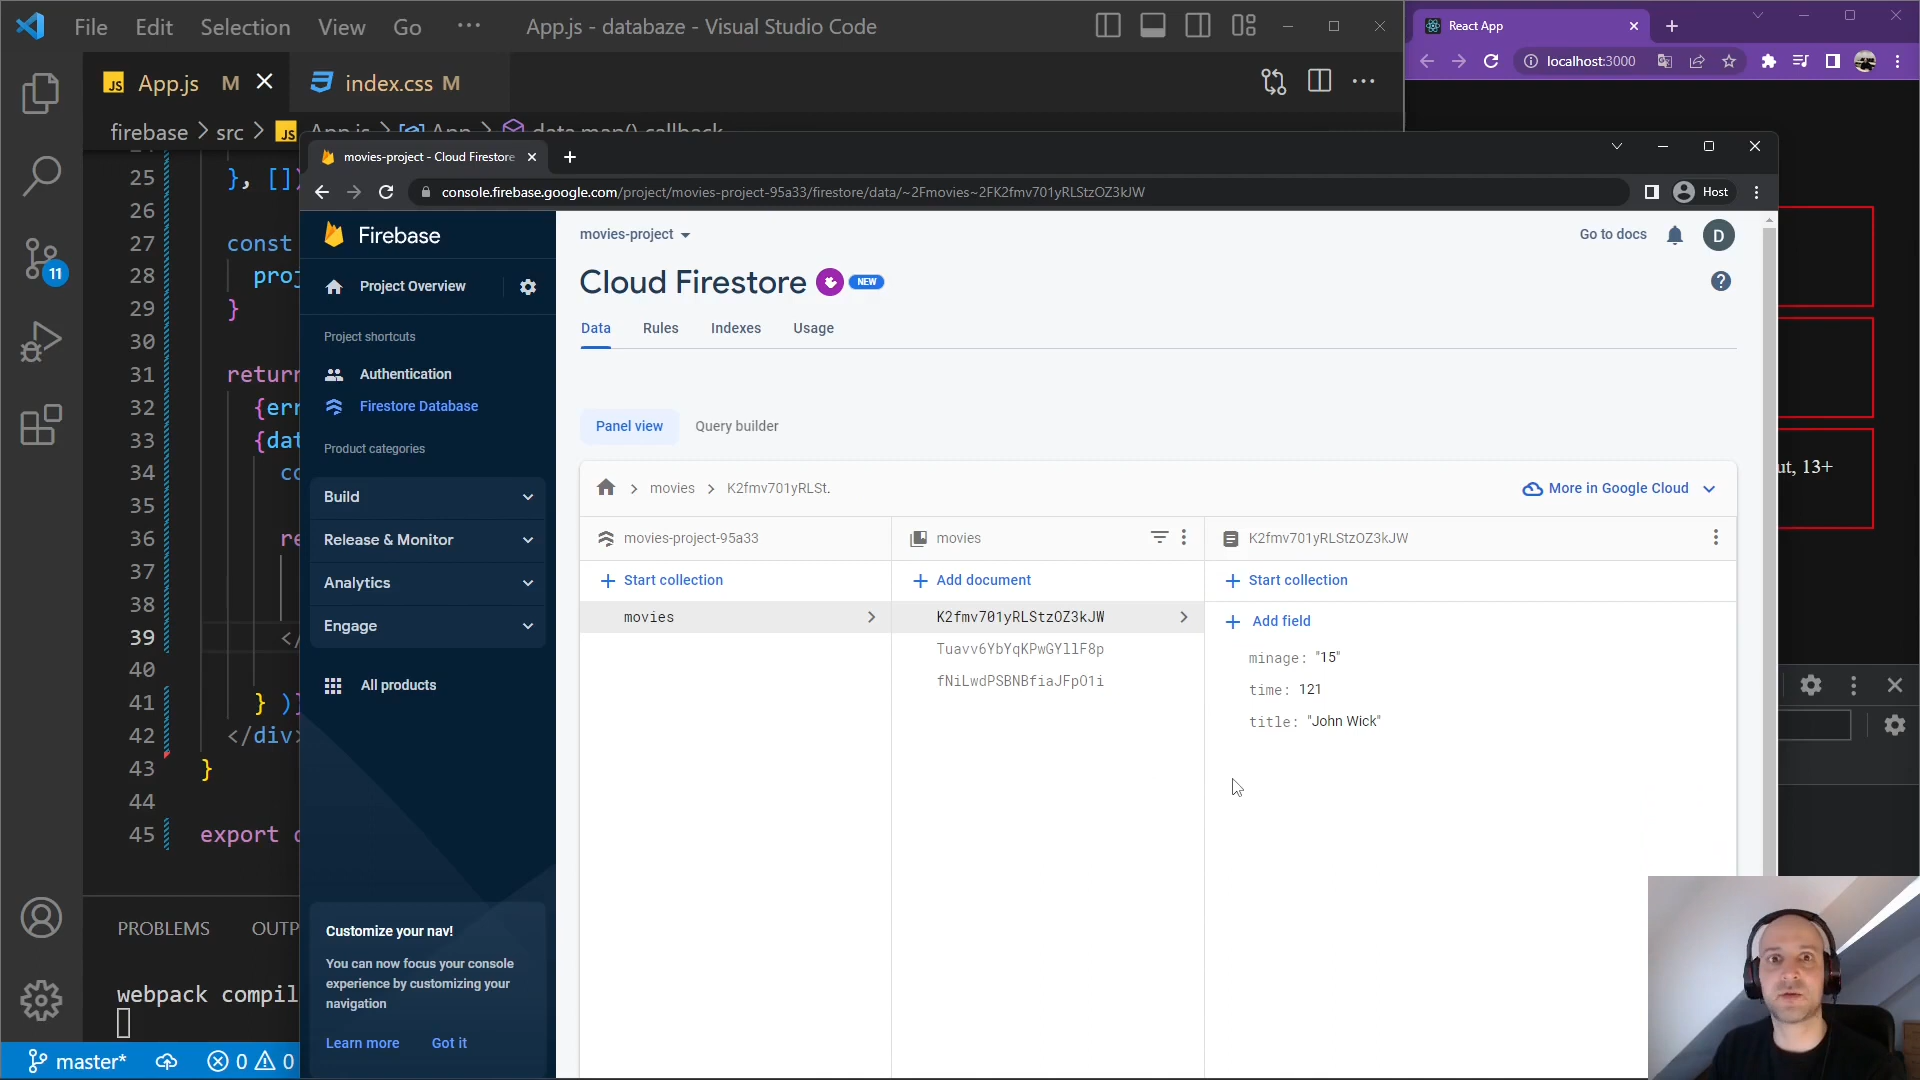 File Edit Selection View Go ··· App.js - databaze - Visual Studio Code
JS App.js M
index.css M
firebase > src > JS
25 }, []
26
27 const
28
29 }
30
31 return
32 {err
33 {dat
34 co
35
36 re
37
38
39 </
40
41 } )
42 </div>
43 }
44
45 export
PROBLEMS OUTP
webpack compil
master* 0 0
11
React App
localhost:3000
ut, 13+
movies-project - Cloud Firestore
console.firebase.google.com/project/movies-project-95a33/firestore/data/~2Fmovies~2FK2fmv701yRLStzOZ3kJW
Host
Firebase
Project Overview
Project shortcuts
Authentication
Firestore Database
Product categories
Build
Release & Monitor
Analytics
Engage
All products
Customize your nav!
You can now focus your console
experience by customizing your
navigation
Learn more Got it
movies-project
Go to docs
D
Cloud Firestore NEW
Data Rules Indexes Usage
Panel view Query builder
movies > K2fmv701yRLSt.
More in Google Cloud
movies-project-95a33
Start collection
movies
movies
Add document
K2fmv701yRLStzOZ3kJW
Tuavv6YbYqKPwGYllF8p
fNiLwdPSBNBfiaJFpO1i
K2fmv701yRLStzOZ3kJW
Start collection
Add field
minage: "15"
time: 121
title: "John Wick"